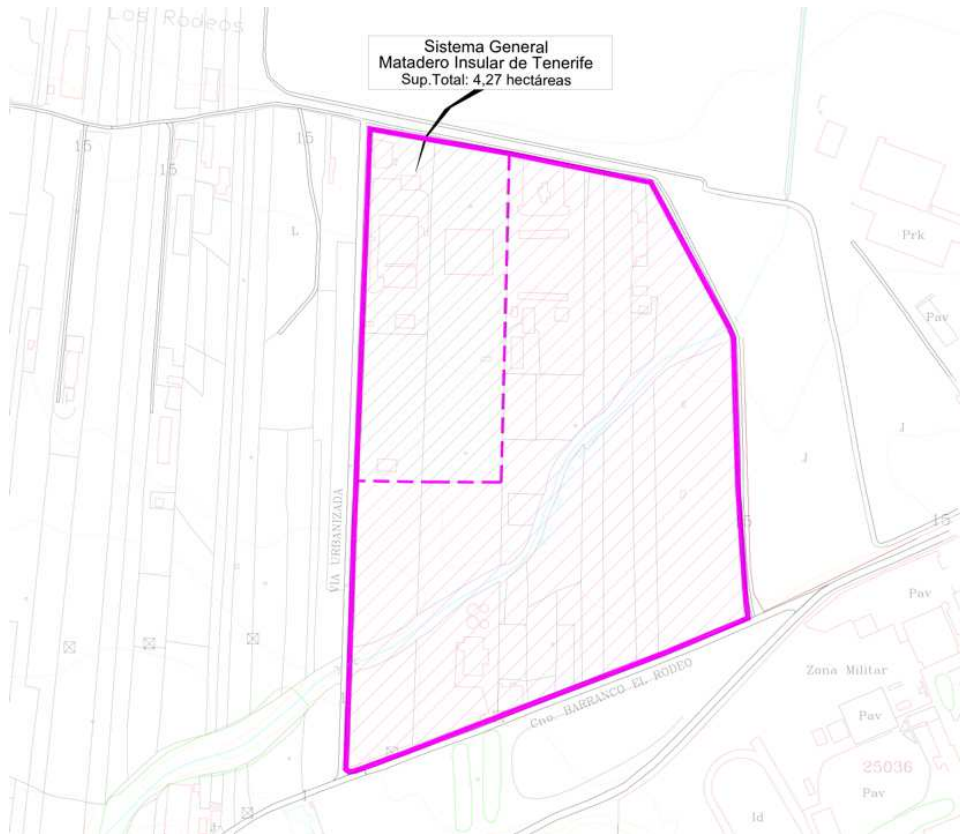 Los Rodeos
Sistema General
Matadero Insular de Tenerife
Sup.Total: 4,27 hectáreas
15
15
15
L
Prk
Pav
J
J
VIA URBANIZADA
15
Pav
Cno BARRANCO EL RODEO
Zona Militar
Pav
25036
Pav
Id